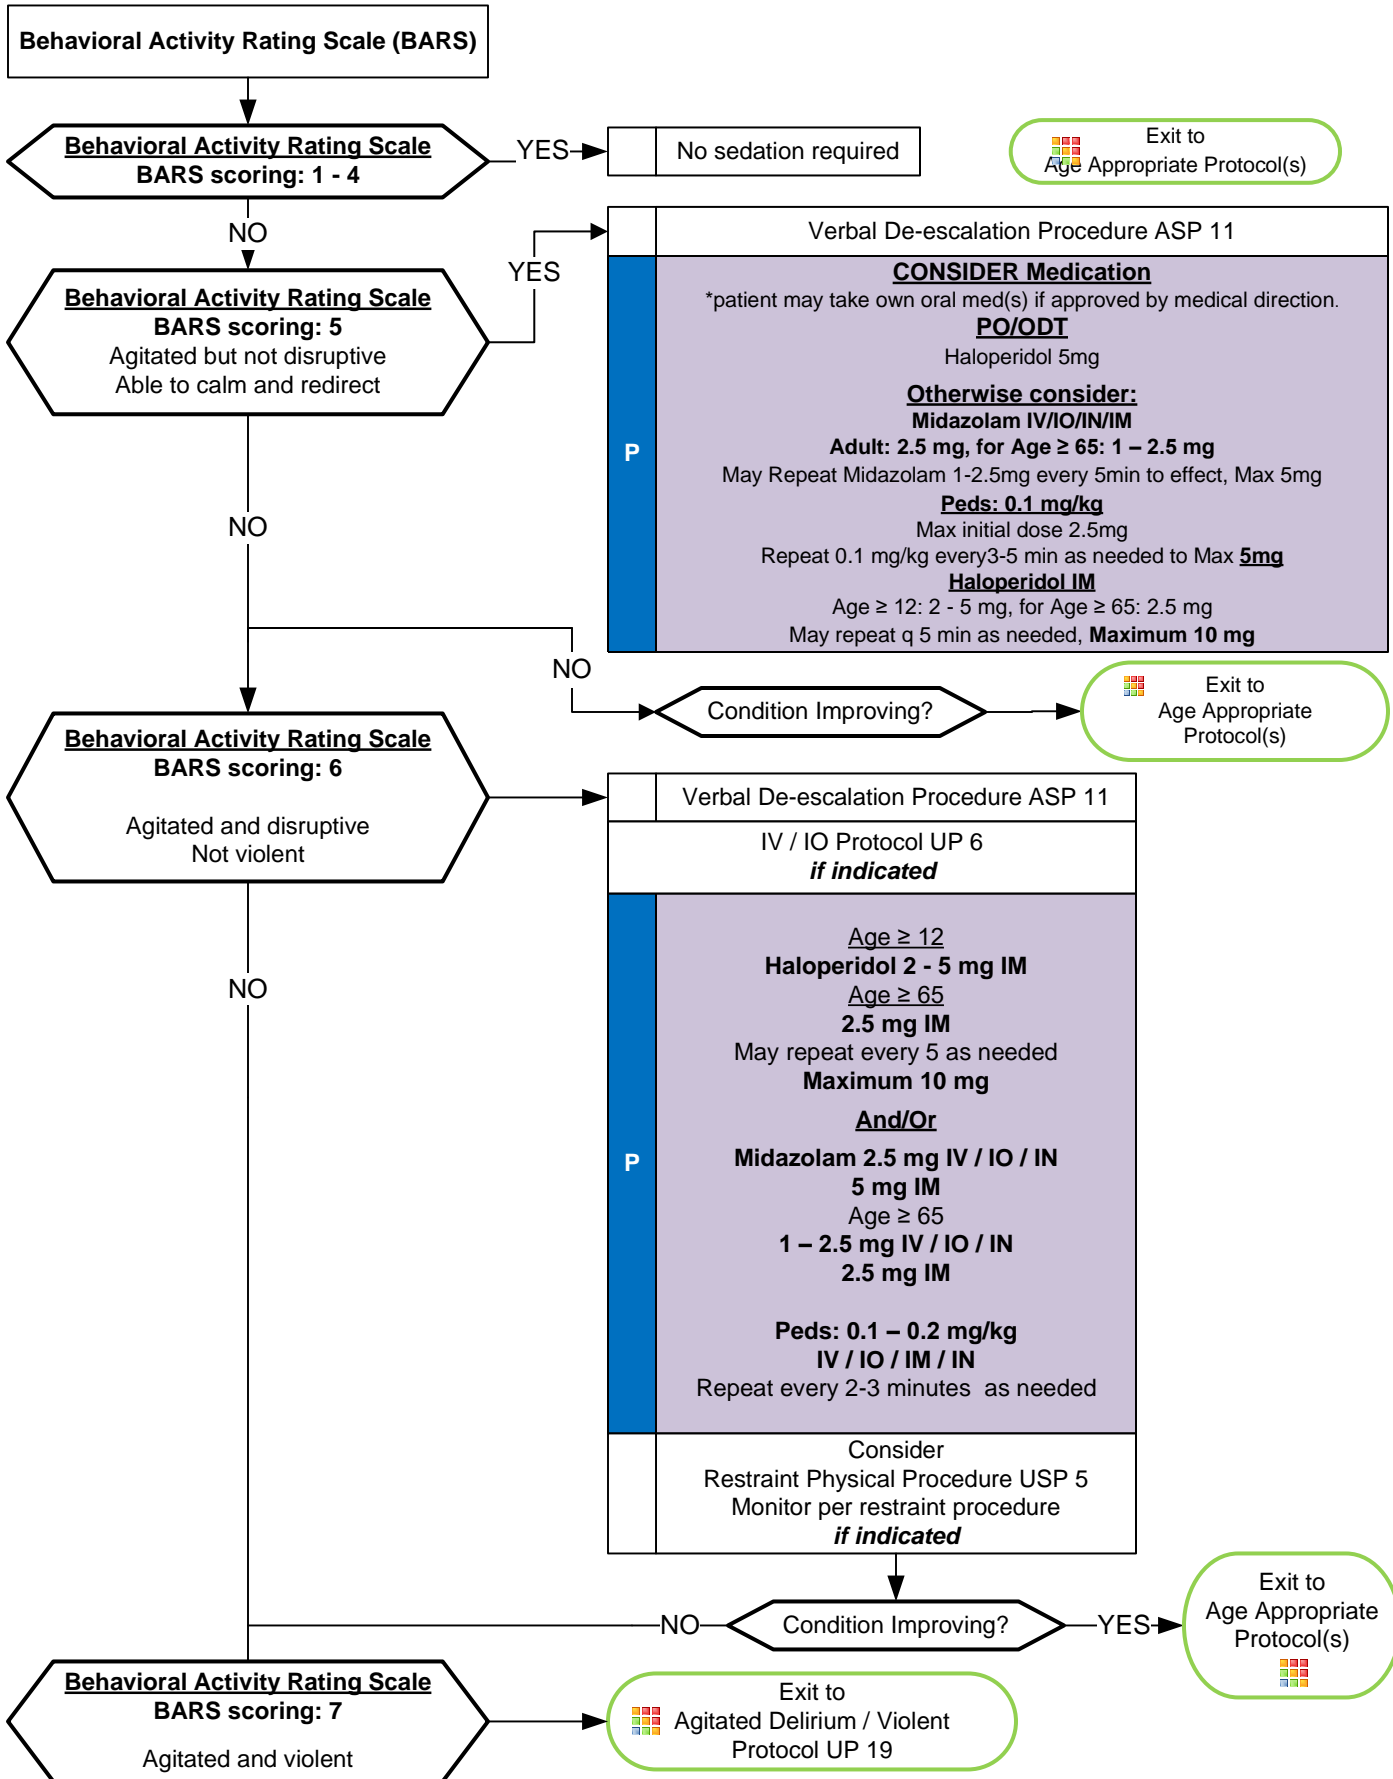 Behavioral Activity Rating Scale (BARS)
Behavioral Activity Rating Scale
BARS scoring: 1 - 4
YES
No sedation required
Exit to
Age Appropriate Protocol(s)
NO
Behavioral Activity Rating Scale
BARS scoring: 5
Agitated but not disruptive
Able to calm and redirect
YES
Verbal De-escalation Procedure ASP 11
P
CONSIDER Medication
*patient may take own oral med(s) if approved by medical direction.
PO/ODT
Haloperidol 5mg
Otherwise consider:
Midazolam IV/IO/IN/IM
Adult: 2.5 mg, for Age ≥ 65: 1 – 2.5 mg
May Repeat Midazolam 1-2.5mg every 5min to effect, Max 5mg
Peds: 0.1 mg/kg
Max initial dose 2.5mg
Repeat 0.1 mg/kg every3-5 min as needed to Max 5mg
Haloperidol IM
Age ≥ 12: 2 - 5 mg, for Age ≥ 65: 2.5 mg
May repeat q 5 min as needed, Maximum 10 mg
NO
NO
Condition Improving?
Exit to
Age Appropriate
Protocol(s)
Behavioral Activity Rating Scale
BARS scoring: 6
Agitated and disruptive
Not violent
Verbal De-escalation Procedure ASP 11
IV / IO Protocol UP 6
if indicated
P
Age ≥ 12
Haloperidol 2 - 5 mg IM
Age ≥ 65
2.5 mg IM
May repeat every 5 as needed
Maximum 10 mg
And/Or
Midazolam 2.5 mg IV / IO / IN
5 mg IM
Age ≥ 65
1 – 2.5 mg IV / IO / IN
2.5 mg IM
Peds: 0.1 – 0.2 mg/kg
IV / IO / IM / IN
Repeat every 2-3 minutes  as needed
Consider
Restraint Physical Procedure USP 5
Monitor per restraint procedure
if indicated
NO
NO
Condition Improving?
YES
Exit to
Age Appropriate
Protocol(s)
Behavioral Activity Rating Scale
BARS scoring: 7
Agitated and violent
Exit to
Agitated Delirium / Violent
Protocol UP 19